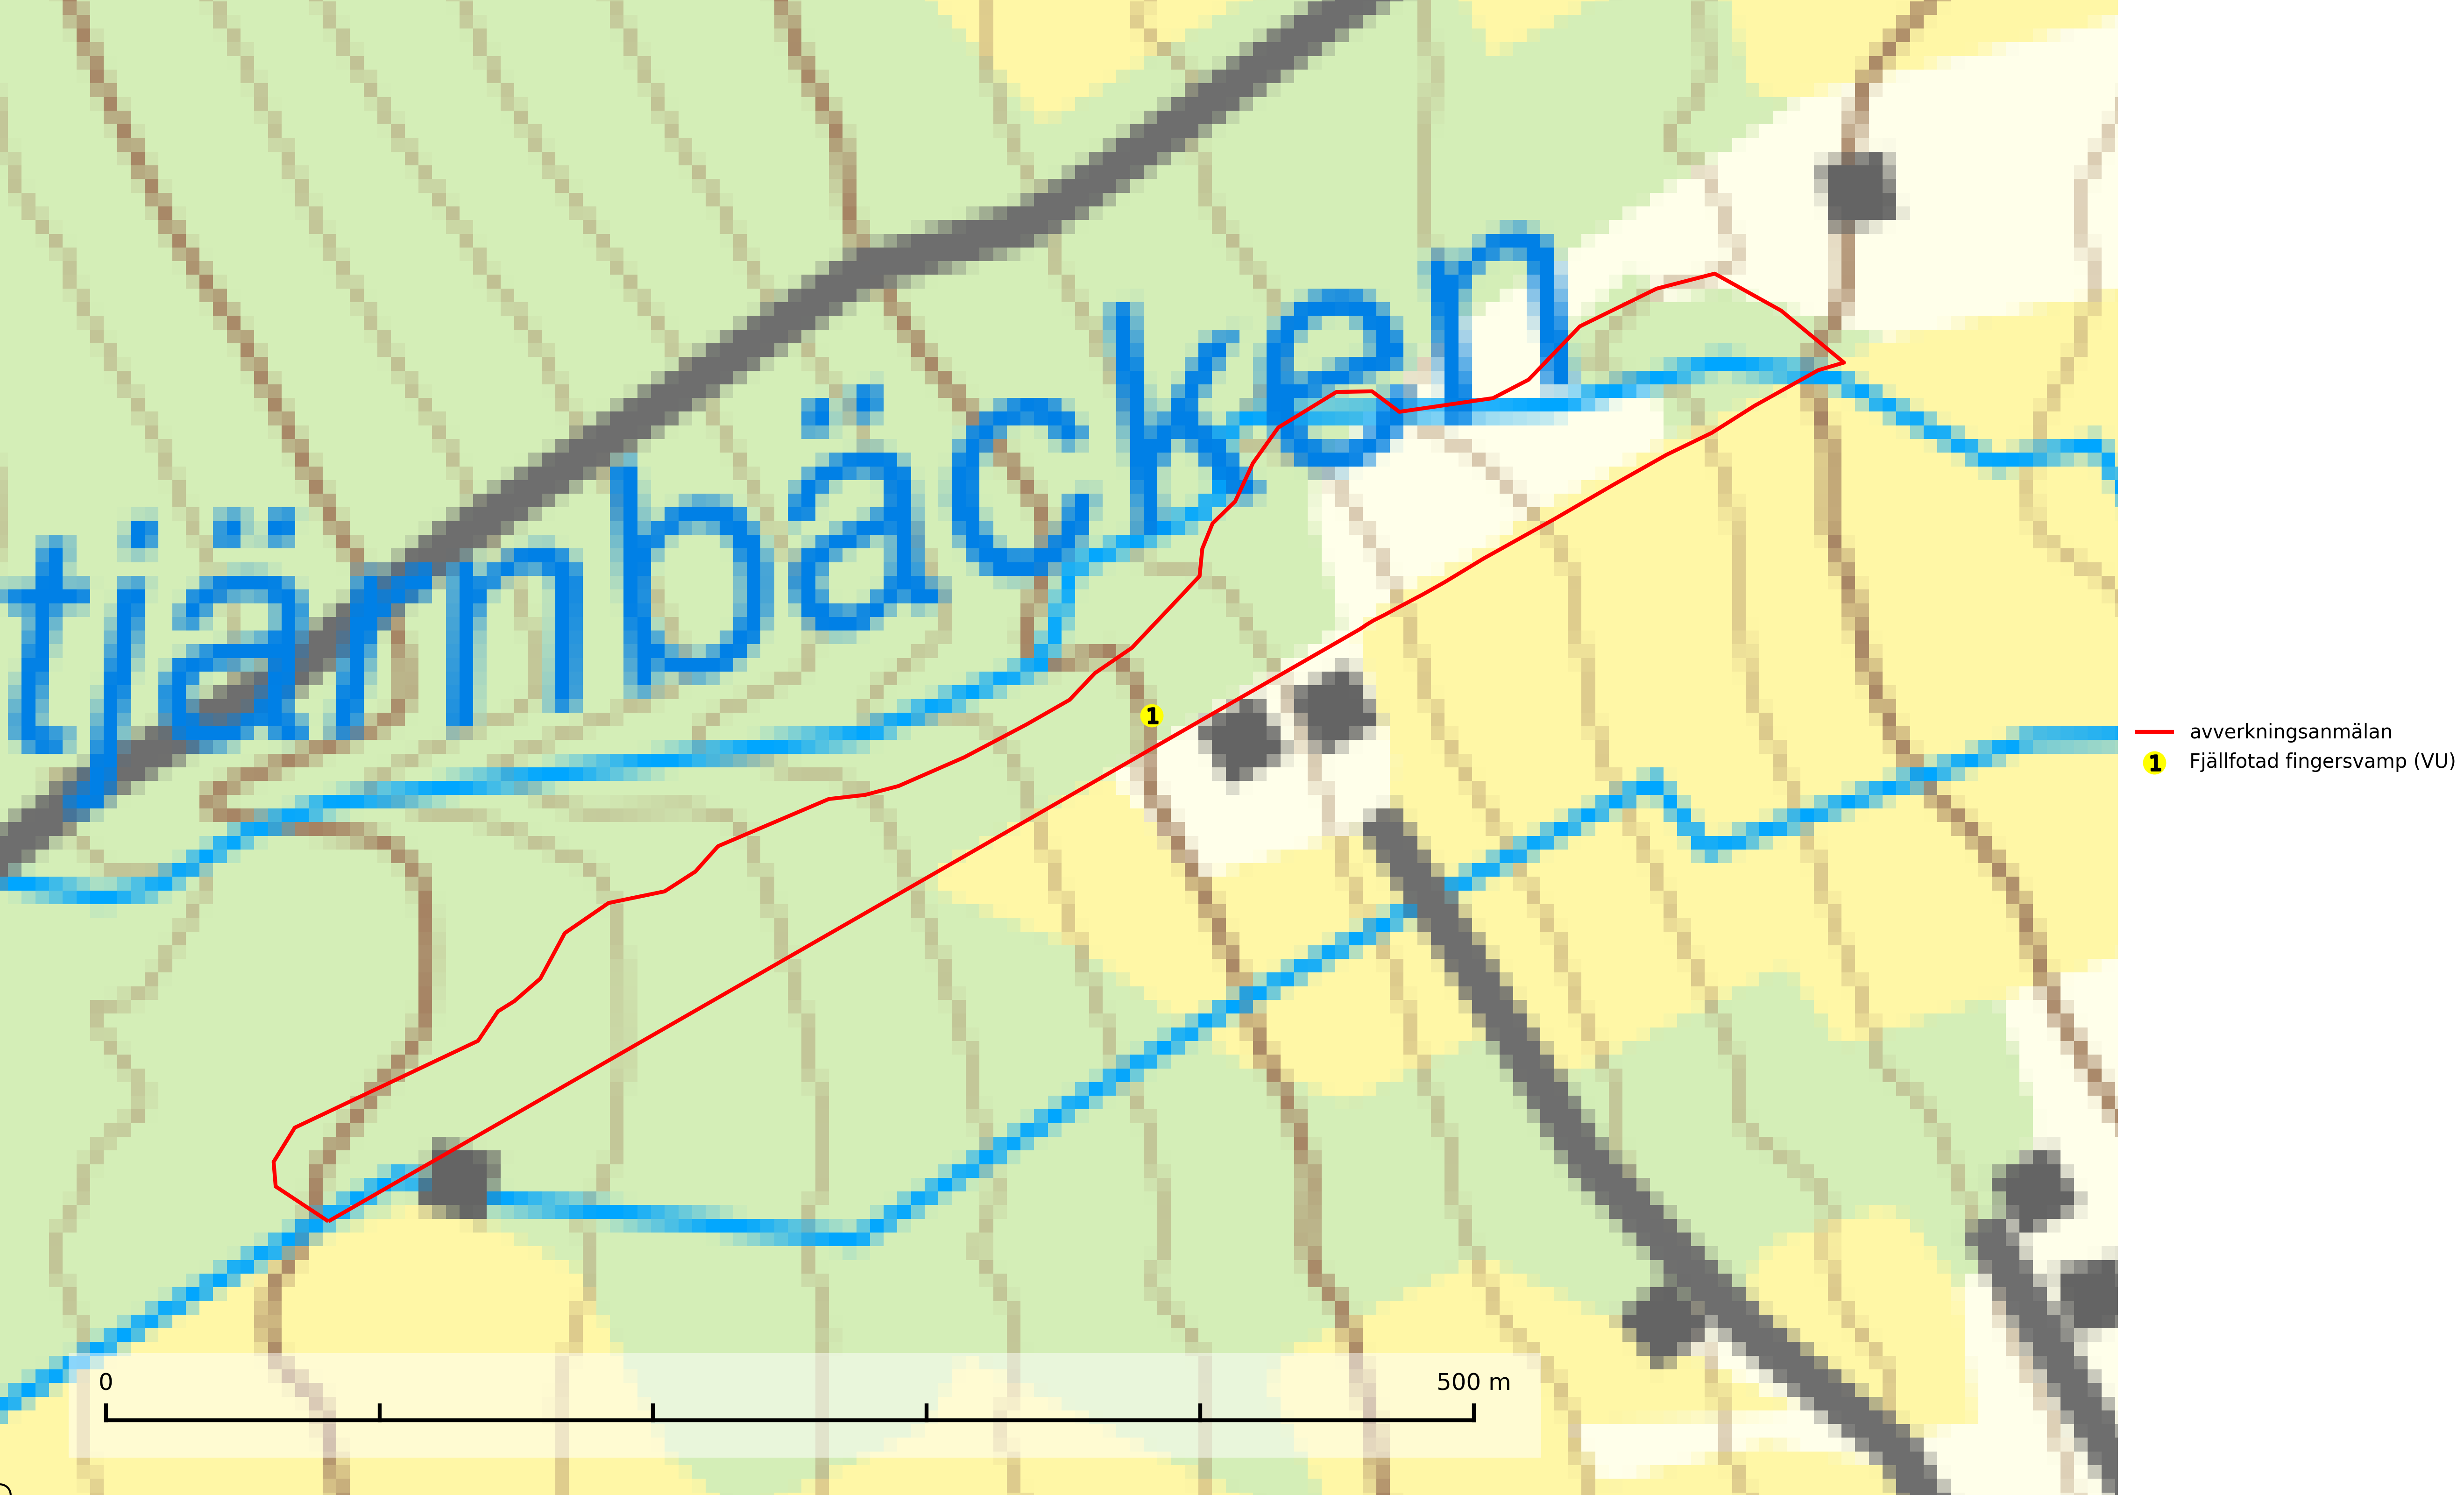 tjärnbäcken
1
avverkningsanmälan
1 Fjällfotad fingersvamp (VU)
0 500 m